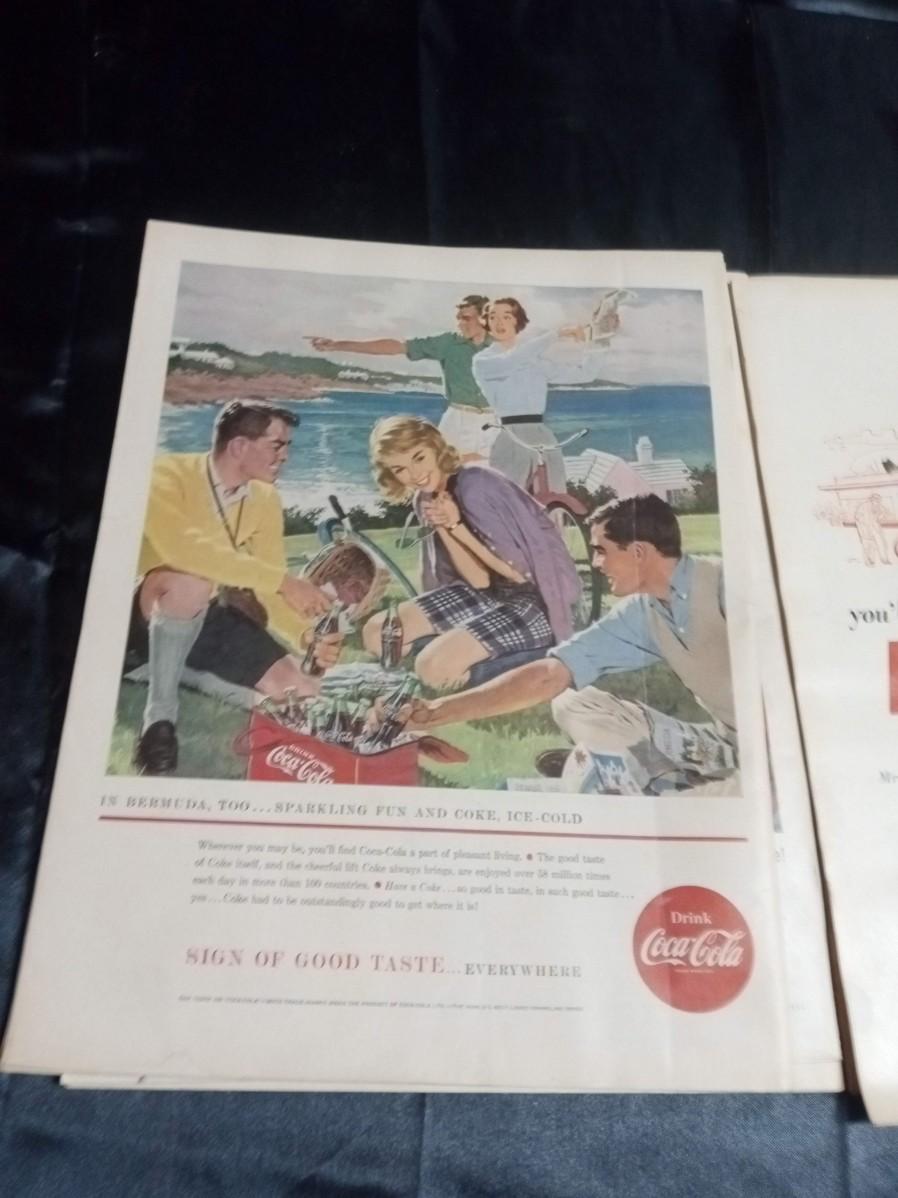 DRINK
Coca-Cola
IN BERMUDA, TOO...SPARKLING FUN AND COKE, ICE-COLD
Wherever you may be, you'll find Coca-Cola a part of pleasant living. ● The good taste
of Coke itself, and the cheerful lift Coke always brings, are enjoyed over 58 million times
each day in more than 100 countries. ● Have a Coke...so good in taste, in such good taste...
yes...Coke had to be outstandingly good to get where it is!
SIGN OF GOOD TASTE...EVERYWHERE
Drink
Coca-Cola
you'